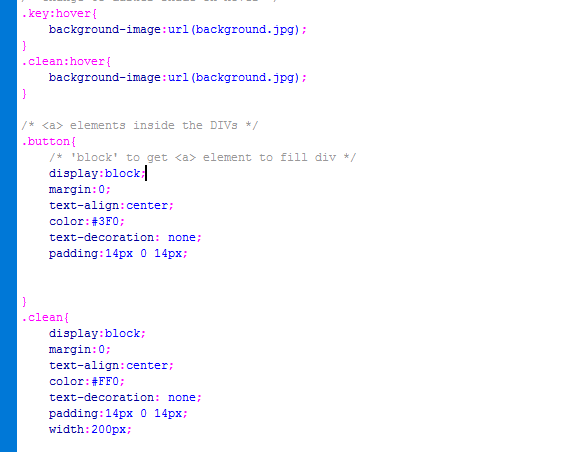 .key:hover{
background-image:url(background.jpg);
}
.clean:hover{
background-image:url(background.jpg);
}
/* <a> elements inside the DIVs */
.button{
/* 'block' to get <a> element to fill div */
display:block;
margin:0;
text-align:center;
color:#3F0;
text-decoration: none;
padding:14px 0 14px;
}
.clean{
display:block;
margin:0;
text-align:center;
color:#FF0;
text-decoration: none;
padding:14px 0 14px;
width:200px;